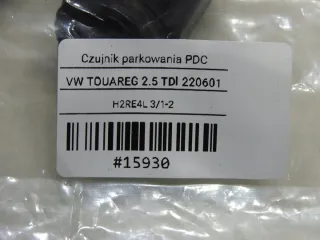 Czujnik parkowania PDC
VW TOUAREG 2.5 TDI 220601
H2RE4L 3/1-2
#15930